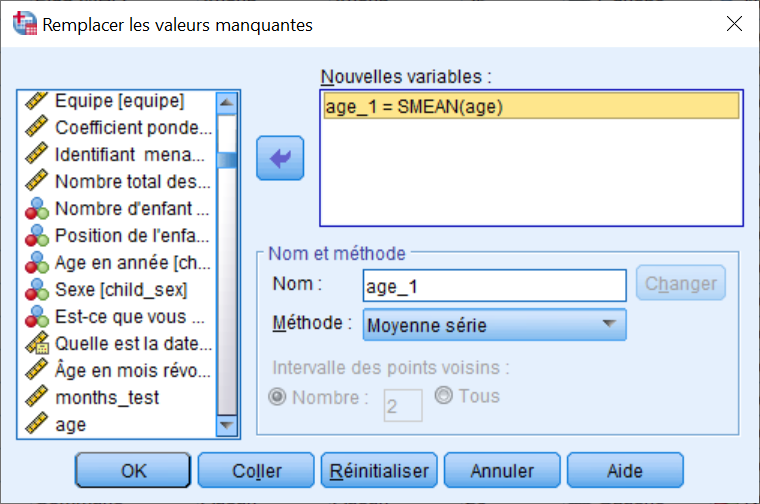 Remplacer les valeurs manquantes
Equipe [equipe]
Coefficient ponde...
Identifiant mena...
Nombre total des...
Nombre d'enfant ...
Position de l'enfa...
Age en année [ch...
Sexe [child_sex]
Est-ce que vous ...
Quelle est la date...
Âge en mois révo...
months_test
age
Nouvelles variables :
age_1 = SMEAN(age)
Nom et méthode
Nom :
age_1
Changer
Méthode :
Moyenne série
Intervalle des points voisins :
Nombre :
2
Tous
OK
Coller
Réinitialiser
Annuler
Aide